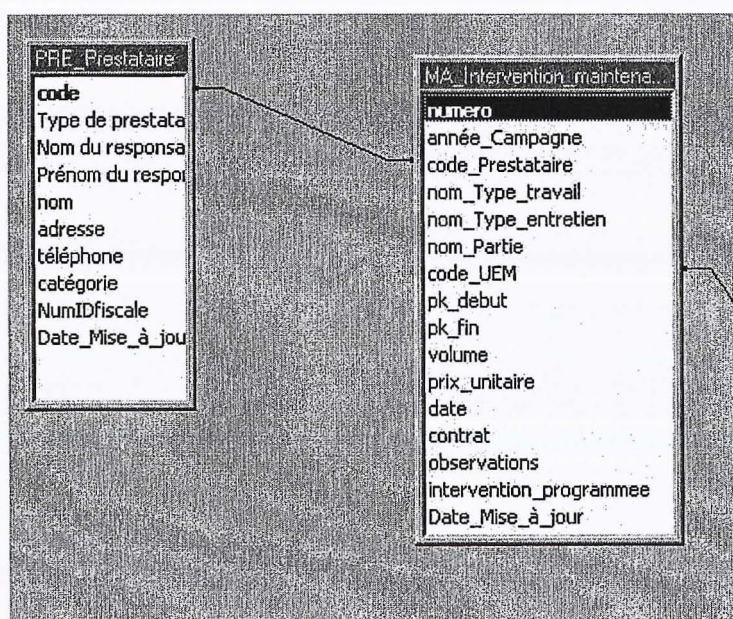 PRE_Prestataire
code
Type de prestata
Nom du responsa
Prénom du respor
nom
adresse
téléphone
catégorie
NumIDfiscale
Date_Mise_à_jou
MA_Intervention_maintena...
numero
année_Campagne
code_Prestataire
nom_Type_travail
nom_Type_entretien
nom_Partie
code_UEM
pk_debut
pk_fin
volume
prix_unitaire
date
contrat
observations
intervention_programmee
Date_Mise_à_jour